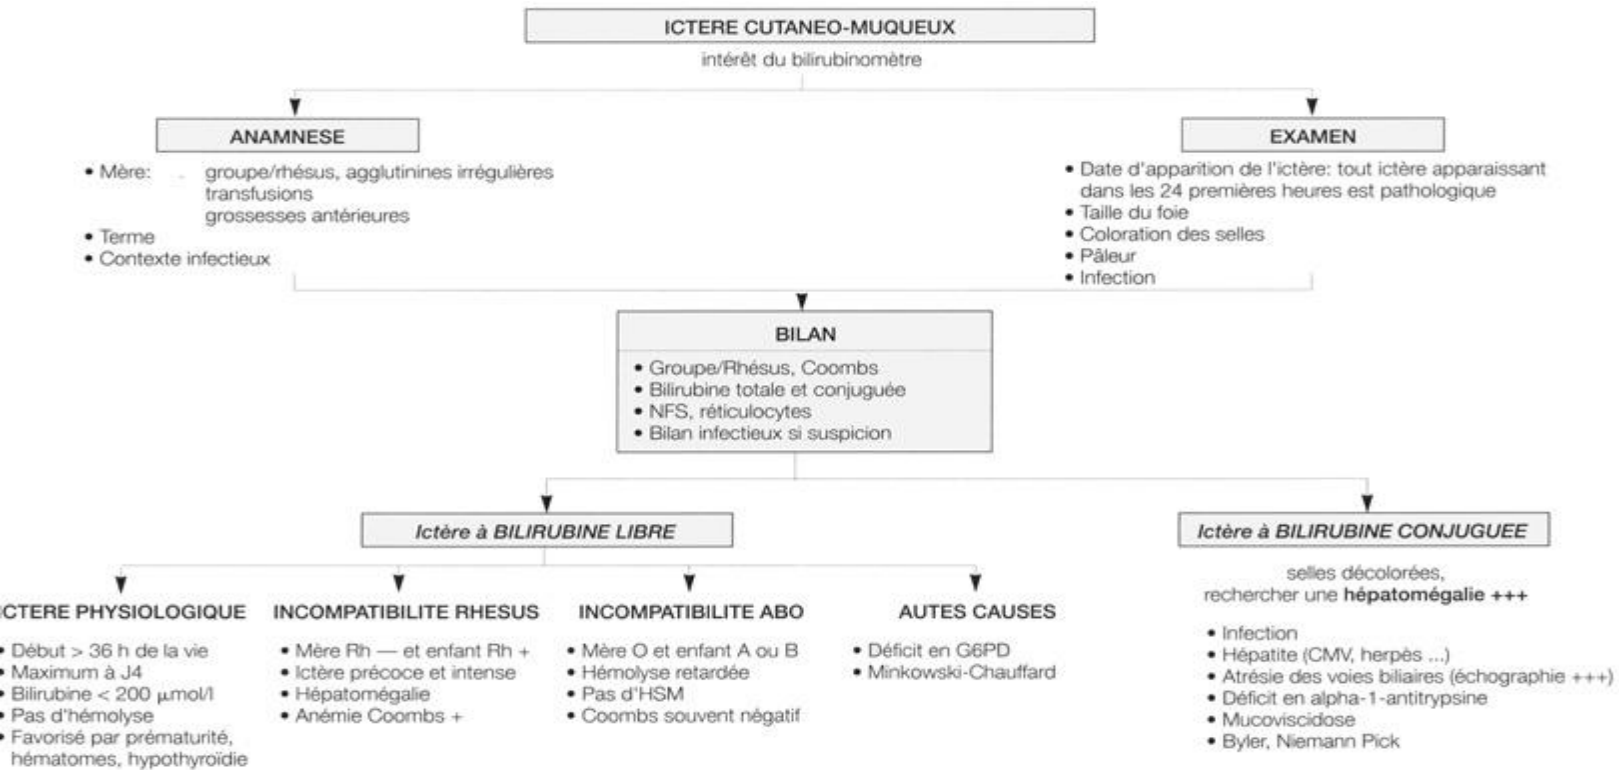 ICTERE CUTANEO-MUQUEUX
intérêt du bilirubinomètre
ANAMNESE
• Mère: groupe/rhésus, agglutinines irrégulières
transfusions
grossesses antérieures
• Terme
• Contexte infectieux
EXAMEN
• Date d'apparition de l'ictère: tout ictère apparaissant
dans les 24 premières heures est pathologique
• Taille du foie
• Coloration des selles
• Pâleur
• Infection
BILAN
• Groupe/Rhésus, Coombs
• Bilirubine totale et conjuguée
• NFS, réticulocytes
• Bilan infectieux si suspicion
Ictère à BILIRUBINE LIBRE
ICTERE PHYSIOLOGIQUE
• Début > 36 h de la vie
• Maximum à J4
• Bilirubine < 200 µmol/l
• Pas d'hémolyse
• Favorisé par prématurité,
hématomes, hypothyroïdie
INCOMPATIBILITE RHESUS
• Mère Rh — et enfant Rh +
• Ictère précoce et intense
• Hépatomégalie
• Anémie Coombs +
INCOMPATIBILITE ABO
• Mère O et enfant A ou B
• Hémolyse retardée
• Pas d'HSM
• Coombs souvent négatif
AUTES CAUSES
• Déficit en G6PD
• Minkowski-Chauffard
Ictère à BILIRUBINE CONJUGUEE
selles décolorées,
rechercher une hépatomégalie +++
• Infection
• Hépatite (CMV, herpès ...)
• Atrésie des voies biliaires (échographie +++)
• Déficit en alpha-1-antitrypsine
• Mucoviscidose
• Byler, Niemann Pick